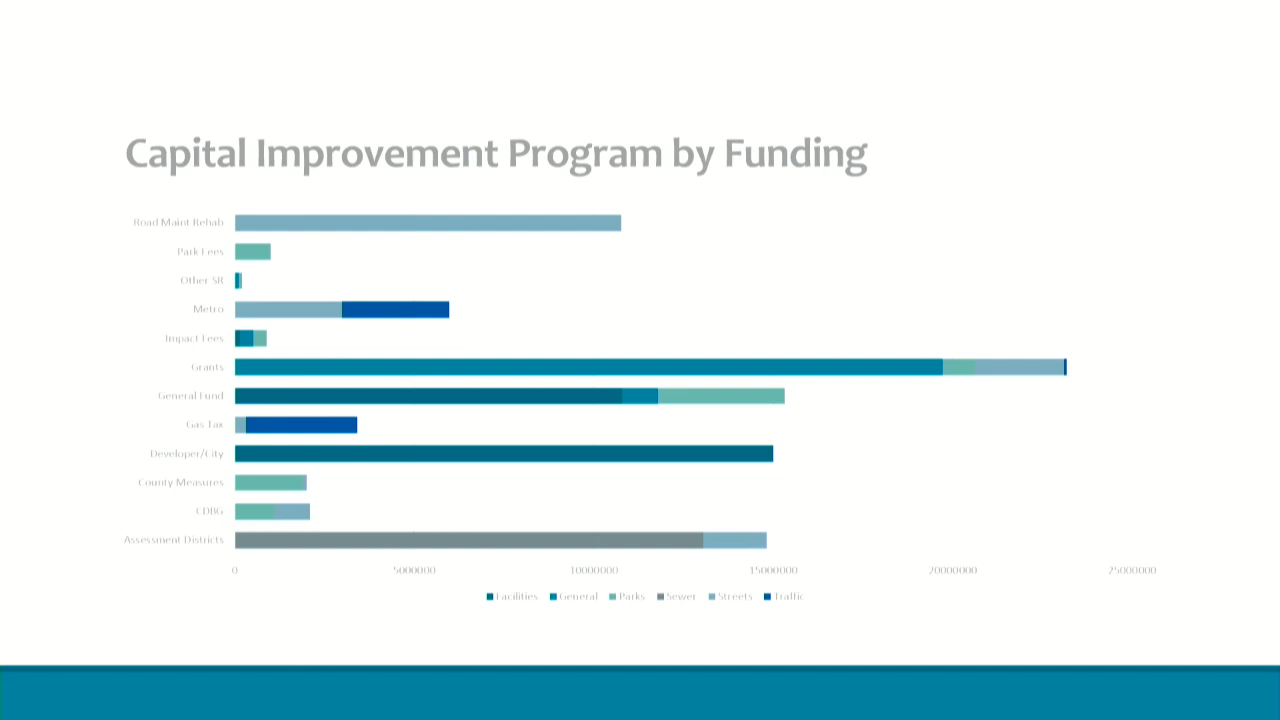 Capital Improvement Program by Funding
Road Maint Rehab
Park Fees
Other SR
Metro
Impact Fees
Grants
General Fund
Gas Tax
Developer/City
County Measures
CDBG
Assessment Districts
0 5000000 10000000 15000000 20000000 25000000
Facilities General Parks Sewer Streets Traffic